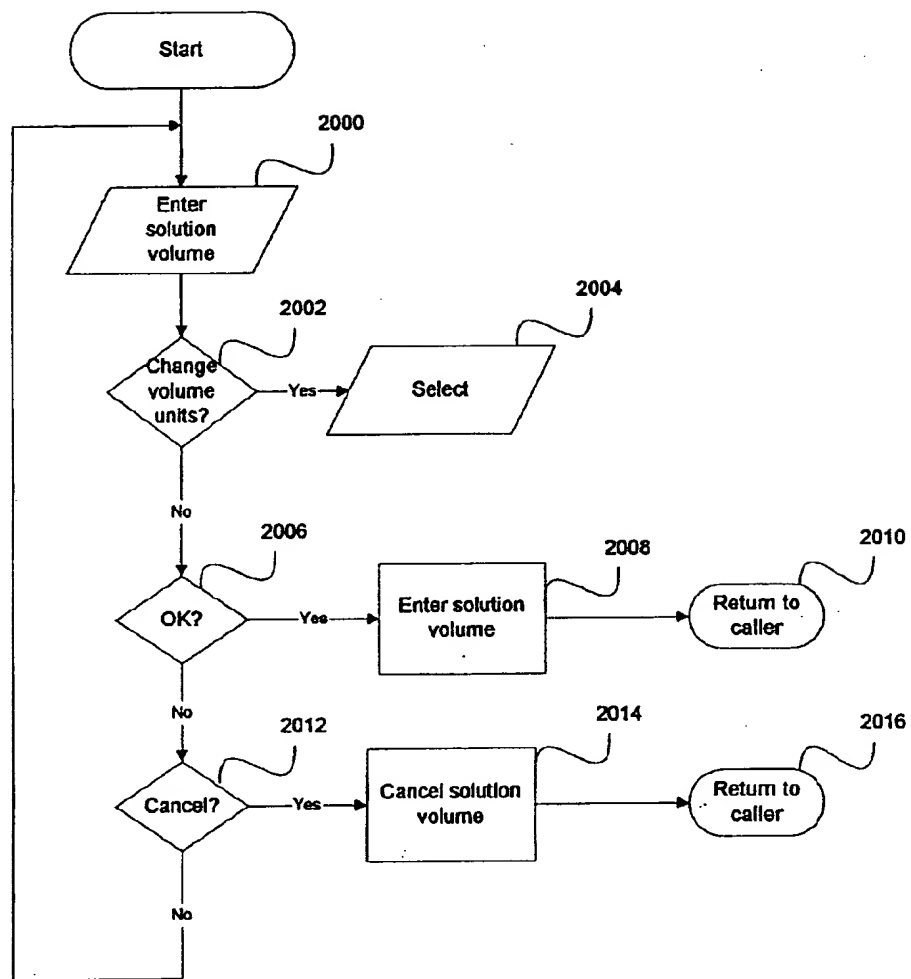 Start
2000
Enter
solution
volume
2002
2004
Change
volume
units?
Yes
Select
No
2006
2008
2010
OK?
Yes
Enter solution
volume
Return to
caller
No
2012
2014
2016
Cancel?
Yes
Cancel solution
volume
Return to
caller
No